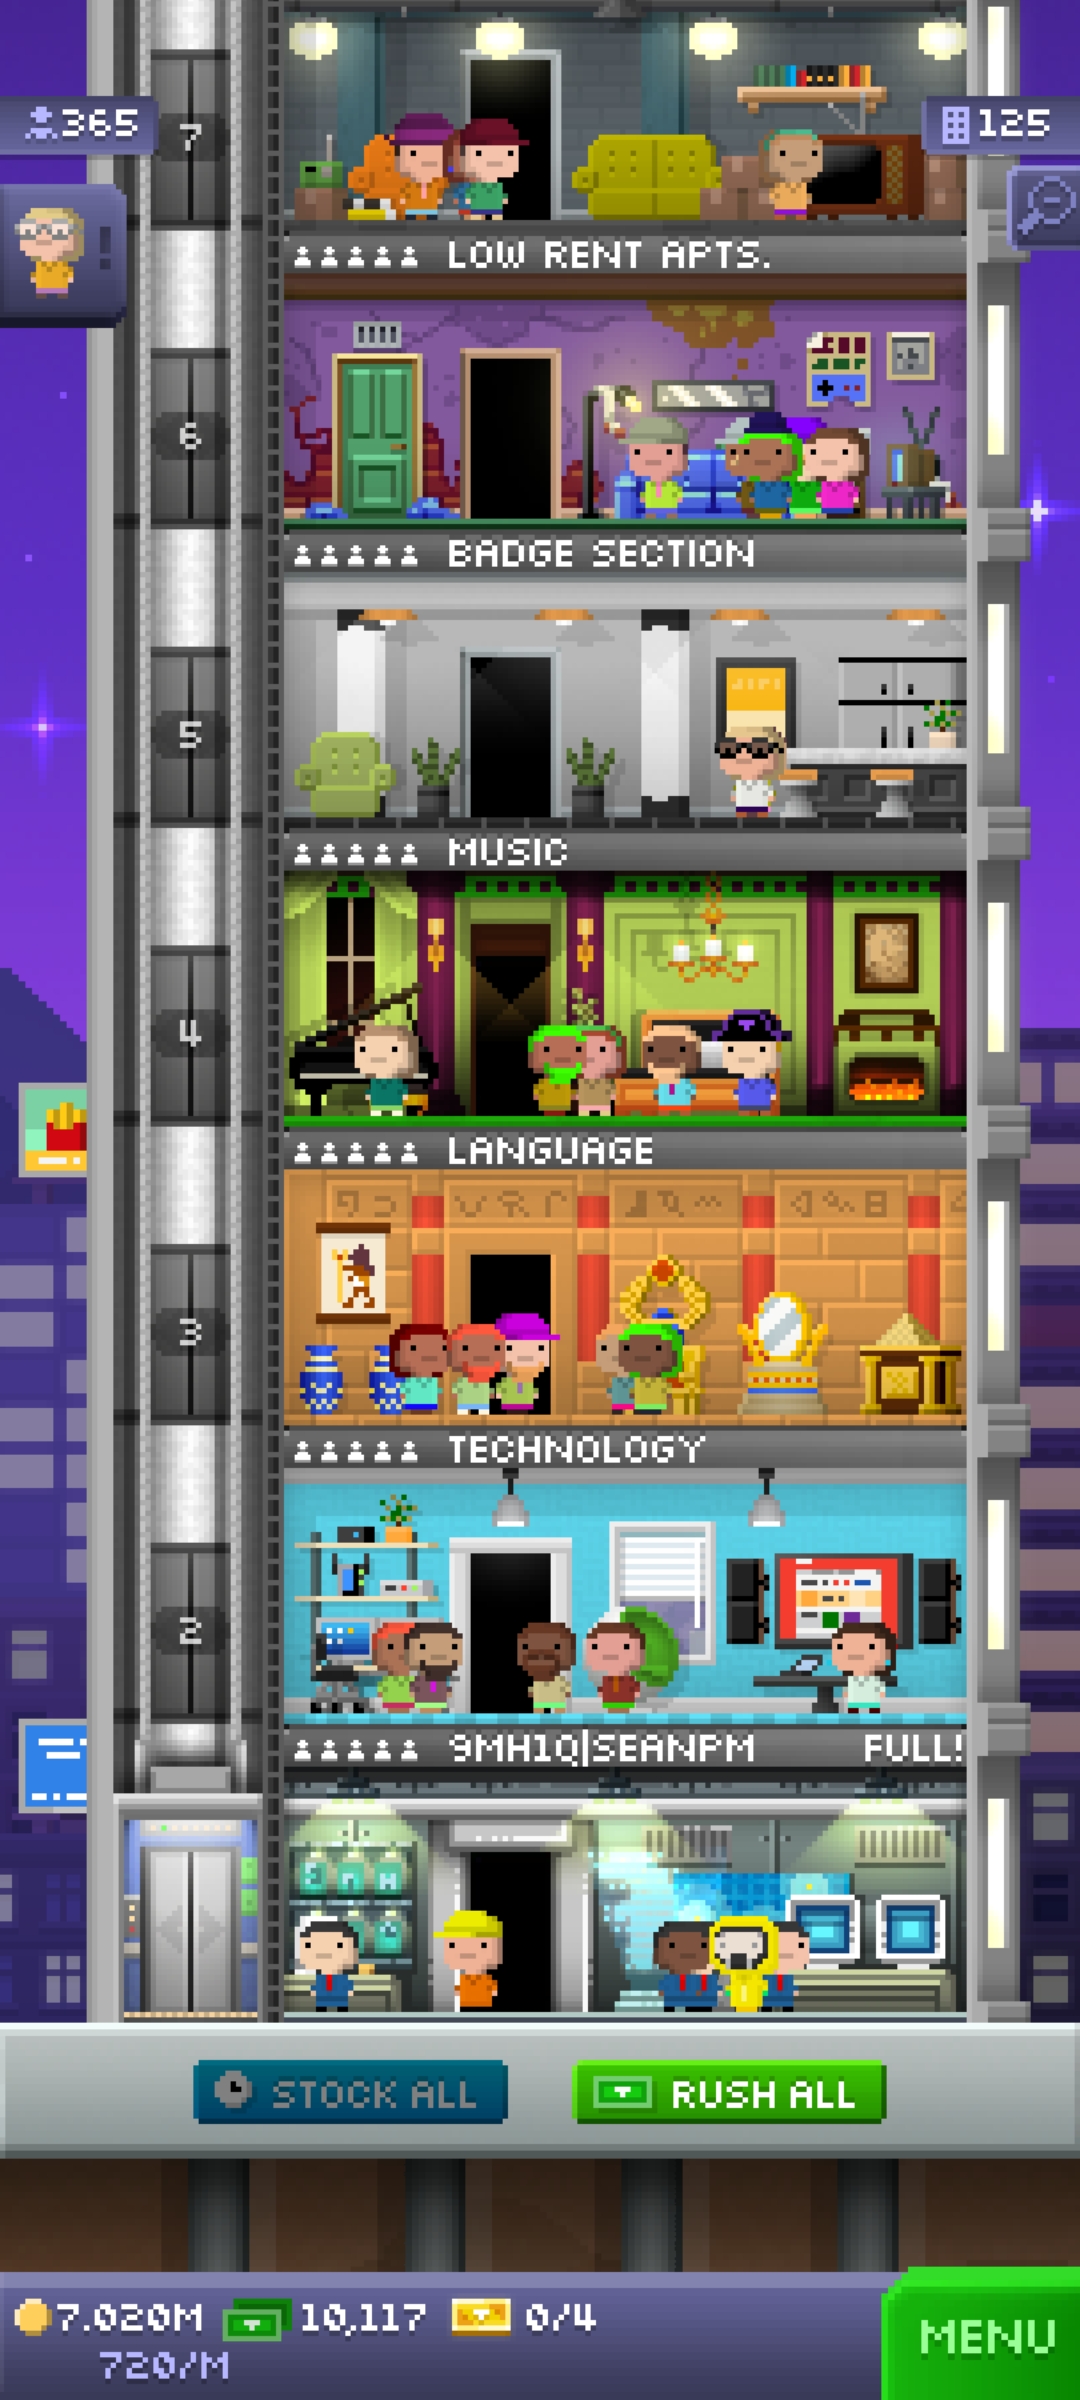 365
125
7
LOW RENT APTS.
6
BADGE SECTION
5
MUSIC
4
LANGUAGE
3
TECHNOLOGY
2
9MH1Q|SEANPM FULL!
STOCK ALL
RUSH ALL
7.020M 10,117 0/4
720/M
MENU